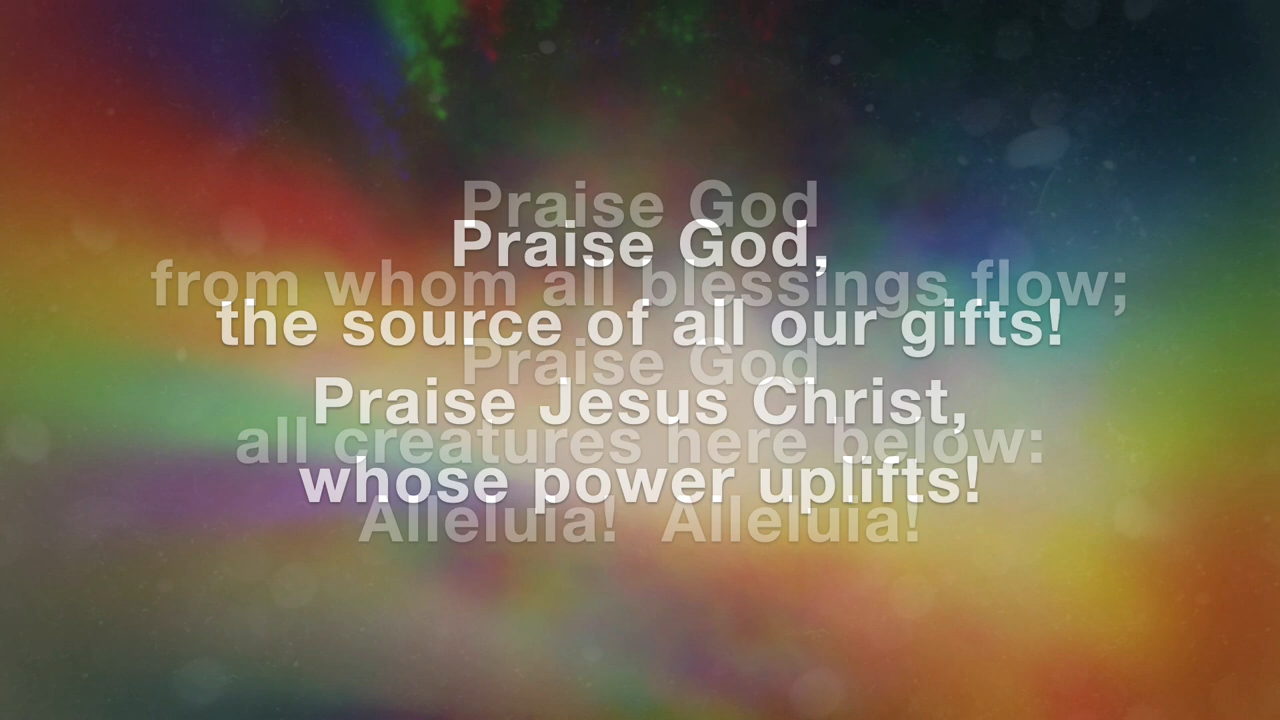 Praise God
Praise God,
from whom all blessings flow;
the source of all our gifts!
Praise God
Praise Jesus Christ,
all creatures here below:
whose power uplifts!
Alleluia! Alleluia!